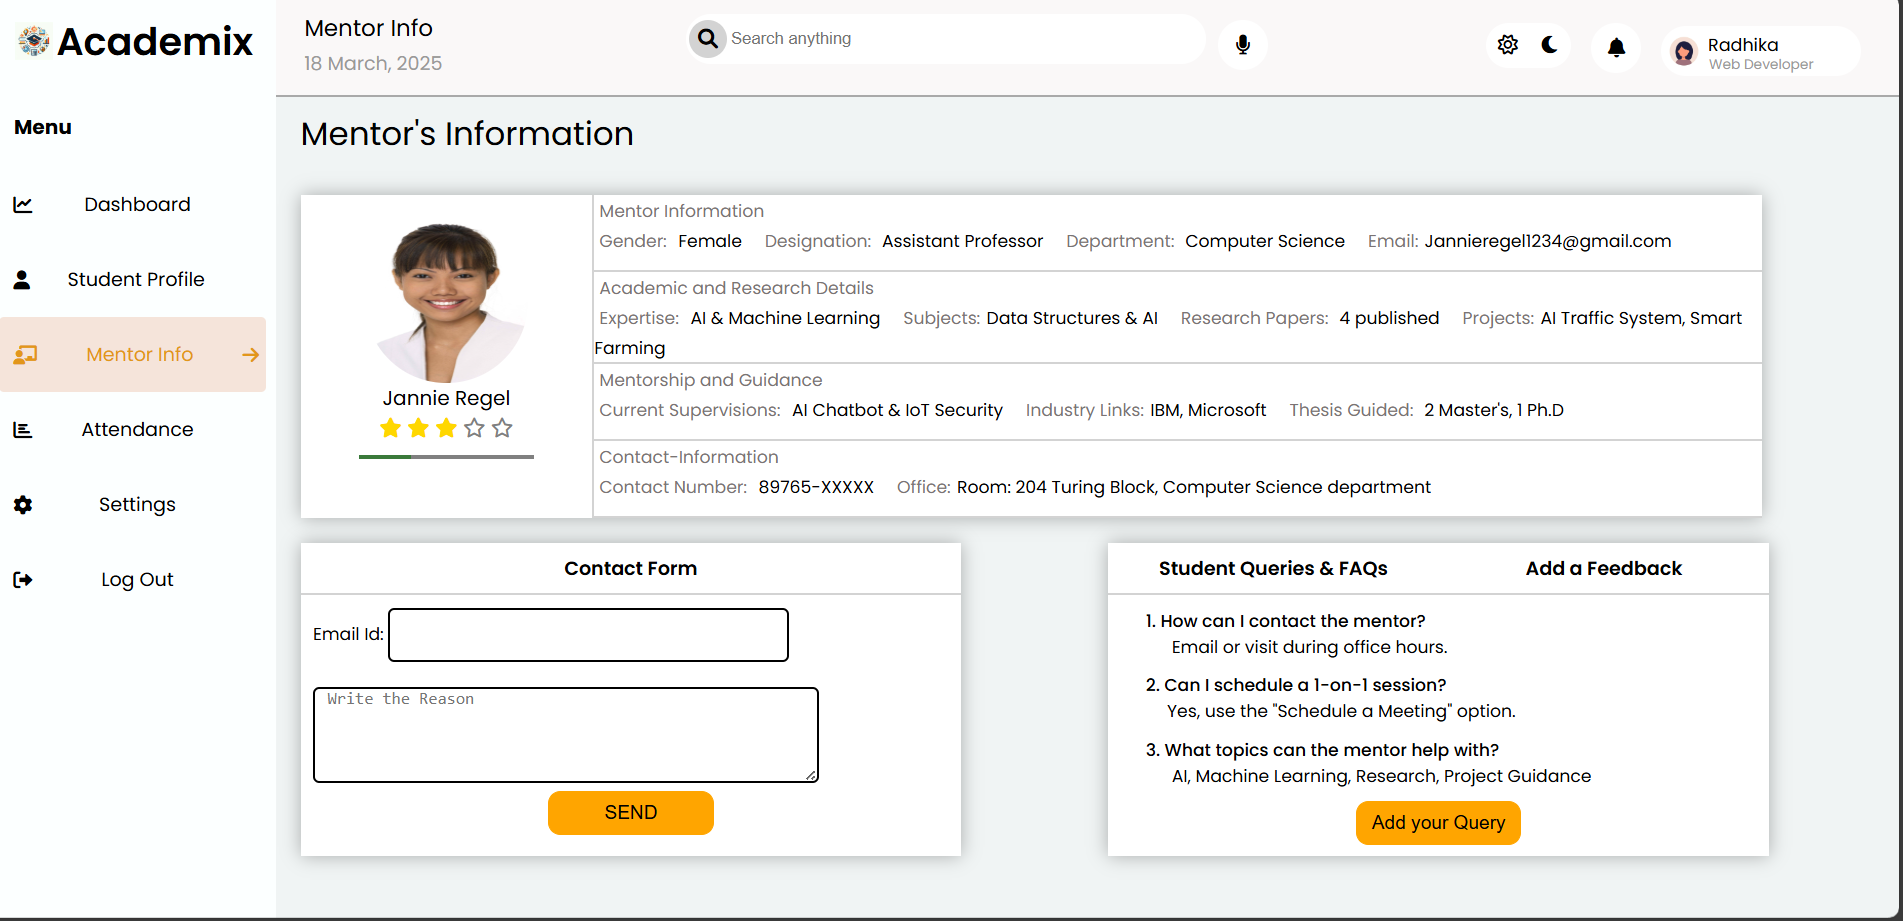 Academix
Menu
Dashboard
Student Profile
Mentor Info
Attendance
Settings
Log Out
Mentor Info
18 March, 2025
Search anything
Radhika
Web Developer
Mentor's Information
Jannie Regel
Mentor Information
Gender: Female Designation: Assistant Professor Department: Computer Science Email: Jannieregel1234@gmail.com
Academic and Research Details
Expertise: AI & Machine Learning Subjects: Data Structures & AI Research Papers: 4 published Projects: AI Traffic System, Smart
Farming
Mentorship and Guidance
Current Supervisions: AI Chatbot & IoT Security Industry Links: IBM, Microsoft Thesis Guided: 2 Master's, 1 Ph.D
Contact-Information
Contact Number: 89765-XXXXX Office: Room: 204 Turing Block, Computer Science department
Contact Form
Email Id:
Write the Reason
SEND
Student Queries & FAQs Add a Feedback
1. How can I contact the mentor?
Email or visit during office hours.
2. Can I schedule a 1-on-1 session?
Yes, use the "Schedule a Meeting" option.
3. What topics can the mentor help with?
AI, Machine Learning, Research, Project Guidance
Add your Query